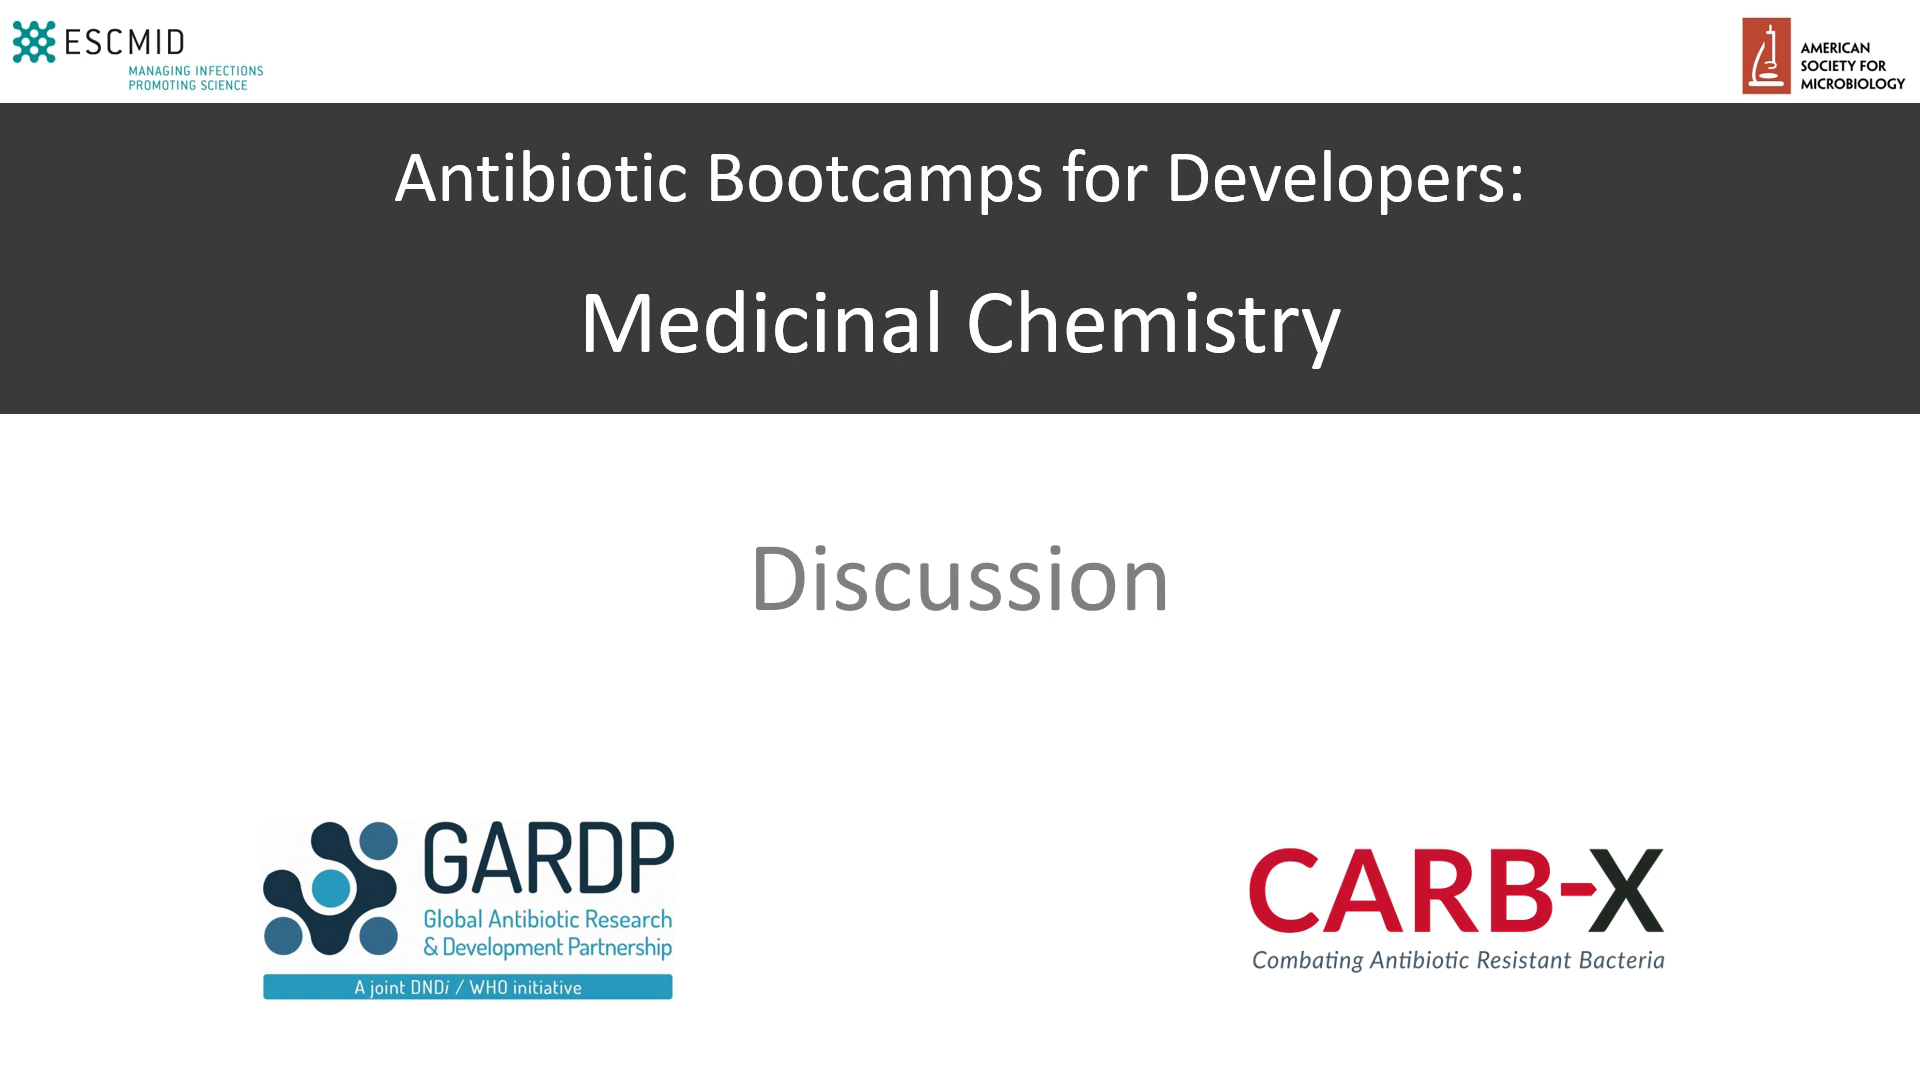 ESCMID
MANAGING INFECTIONS
PROMOTING SCIENCE
AMERICAN
SOCIETY FOR
MICROBIOLOGY
Antibiotic Bootcamps for Developers:
Medicinal Chemistry
Discussion
GARDP
Global Antibiotic Research
& Development Partnership
A joint DNDi / WHO initiative
CARB-X
Combating Antibiotic Resistant Bacteria